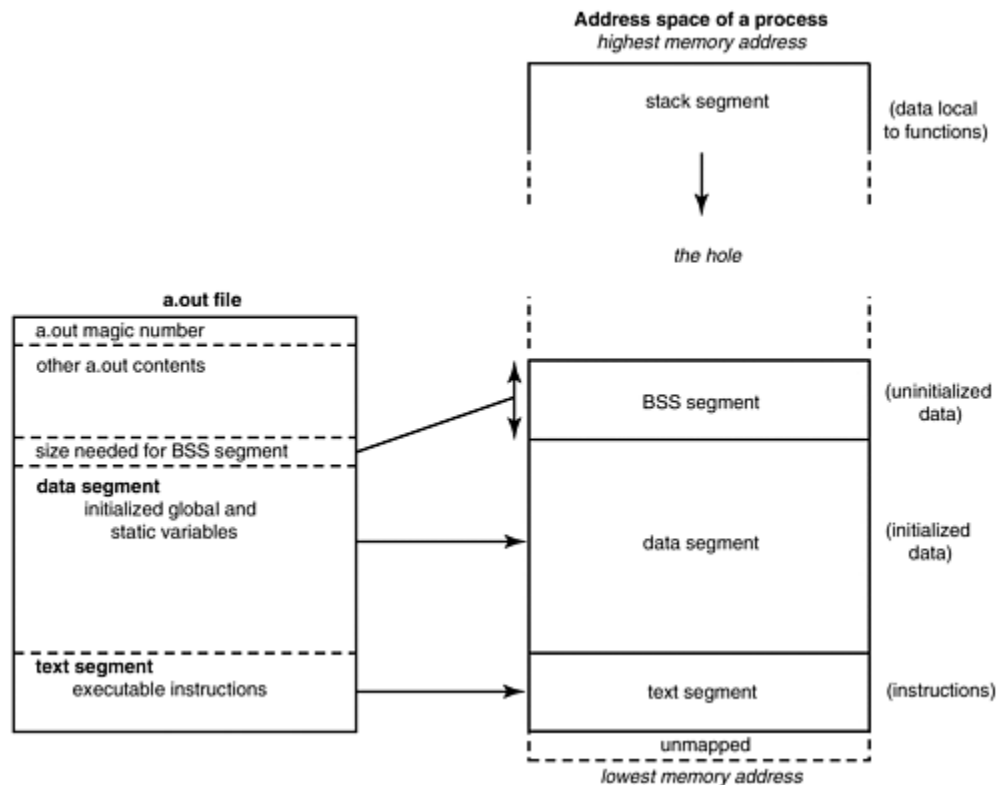 Address space of a process
highest memory address
stack segment
(data local
to functions)
the hole
a.out file
a.out magic number
other a.out contents
size needed for BSS segment
data segment
initialized global and
static variables
text segment
executable instructions
BSS segment
(uninitialized
data)
data segment
(initialized
data)
text segment
(instructions)
unmapped
lowest memory address